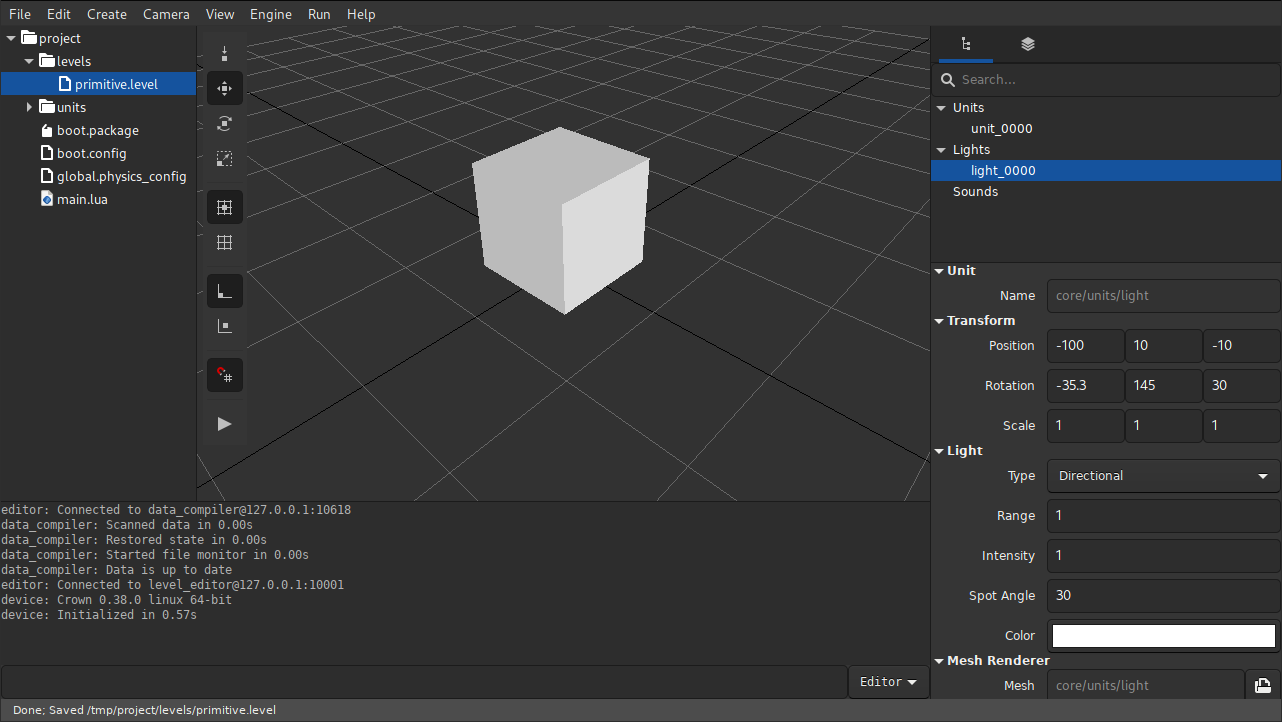 File Edit Create Camera View Engine Run Help
project
levels
primitive.level
units
boot.package
boot.config
global.physics_config
main.lua
Search...
Units
unit_0000
Lights
light_0000
Sounds
Unit
Name core/units/light
Transform
Position -100 10 -10
Rotation -35.3 145 30
Scale 1 1 1
Light
Type Directional
Range 1
Intensity 1
Spot Angle 30
Color
Mesh Renderer
Mesh core/units/light
editor: Connected to data_compiler@127.0.0.1:10618
data_compiler: Scanned data in 0.00s
data_compiler: Restored state in 0.00s
data_compiler: Started file monitor in 0.00s
data_compiler: Data is up to date
editor: Connected to level_editor@127.0.0.1:10001
device: Crown 0.38.0 linux 64-bit
device: Initialized in 0.57s
Editor
Done; Saved /tmp/project/levels/primitive.level